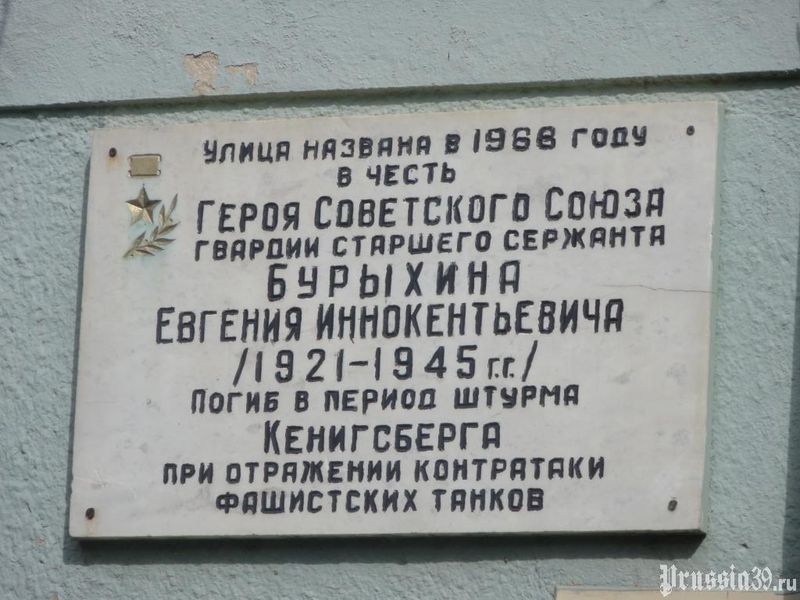 Улица названа в 1966 году
в честь
Героя Советского Союза
гвардии старшего сержанта
Бурыхина
Евгения Иннокентьевича
/1921-1945 г.г./
Погиб в период штурма
Кенигсберга
при отражении контратаки
фашистских танков
Prussia39.ru